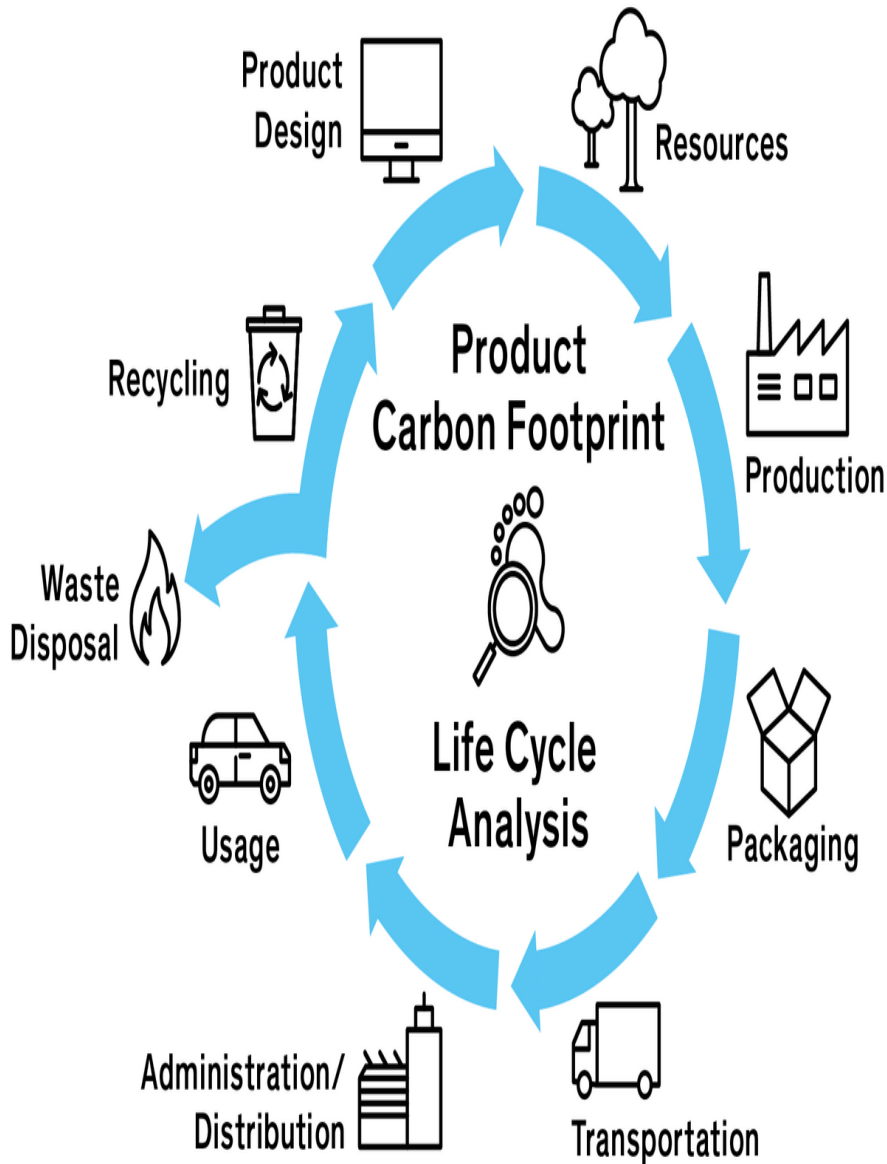 Product
Design
Resources
Recycling
Product
Carbon Footprint
Production
Waste
Disposal
Life Cycle
Analysis
Usage
Packaging
Administration/
Distribution
Transportation